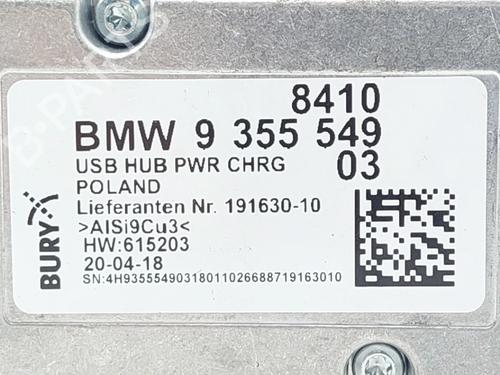 8410
BMW 9 355 549
USB HUB PWR CHRG 03
POLAND
Lieferanten Nr. 191630-10
>AlSi9Cu3<
HW:615203
20-04-18
SN:4H93555490318011026688719163010
BURY
B-PARTS